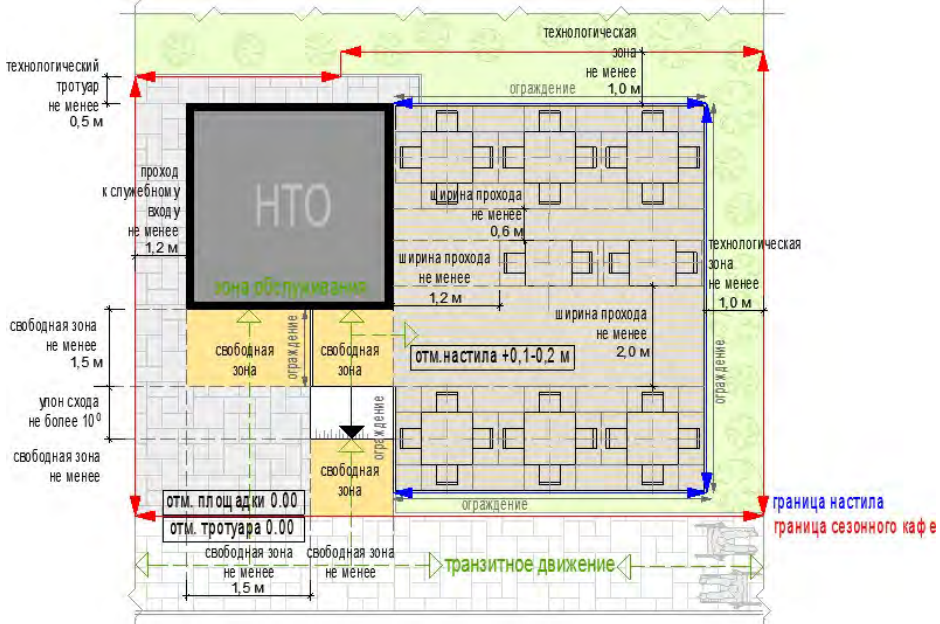 технологическая
зона
не менее
1,0 м
технологический
тротуар
не менее
0,5 м
ограждение
проход
к служебному
входу
не менее
1,2 м
НТО
зона обслуживания
ширина прохода
не менее
0,6 м
ширина прохода
не менее
1,2 м
технологическая
зона
не менее
1,0 м
ширина прохода
не менее
2,0 м
свободная зона
не менее
1,5 м
свободная
зона
ограждение
свободная
зона
отм.настила +0,1-0,2 м
ограждение
уклон схода
не более 10⁰
ограждение
свободная зона
не менее
свободная
зона
отм. площадки 0.00
ограждение
граница настила
отм. тротуара 0.00
граница сезонного кафе
свободная зона
не менее
1,5 м
свободная зона
не менее
транзитное движение